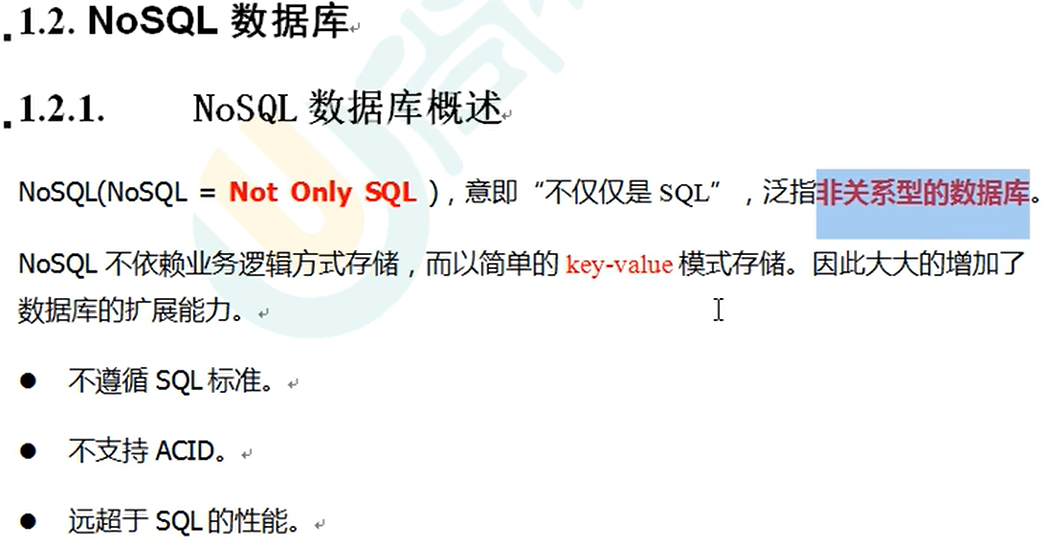 1.2. NoSQL 数据库
1.2.1. NoSQL 数据库概述
NoSQL(NoSQL = Not Only SQL )，意即“不仅仅是 SQL”，泛指非关系型的数据库。
NoSQL 不依赖业务逻辑方式存储，而以简单的 key-value 模式存储。因此大大的增加了
数据库的扩展能力。
● 不遵循 SQL 标准。
● 不支持 ACID。
● 远超于 SQL 的性能。